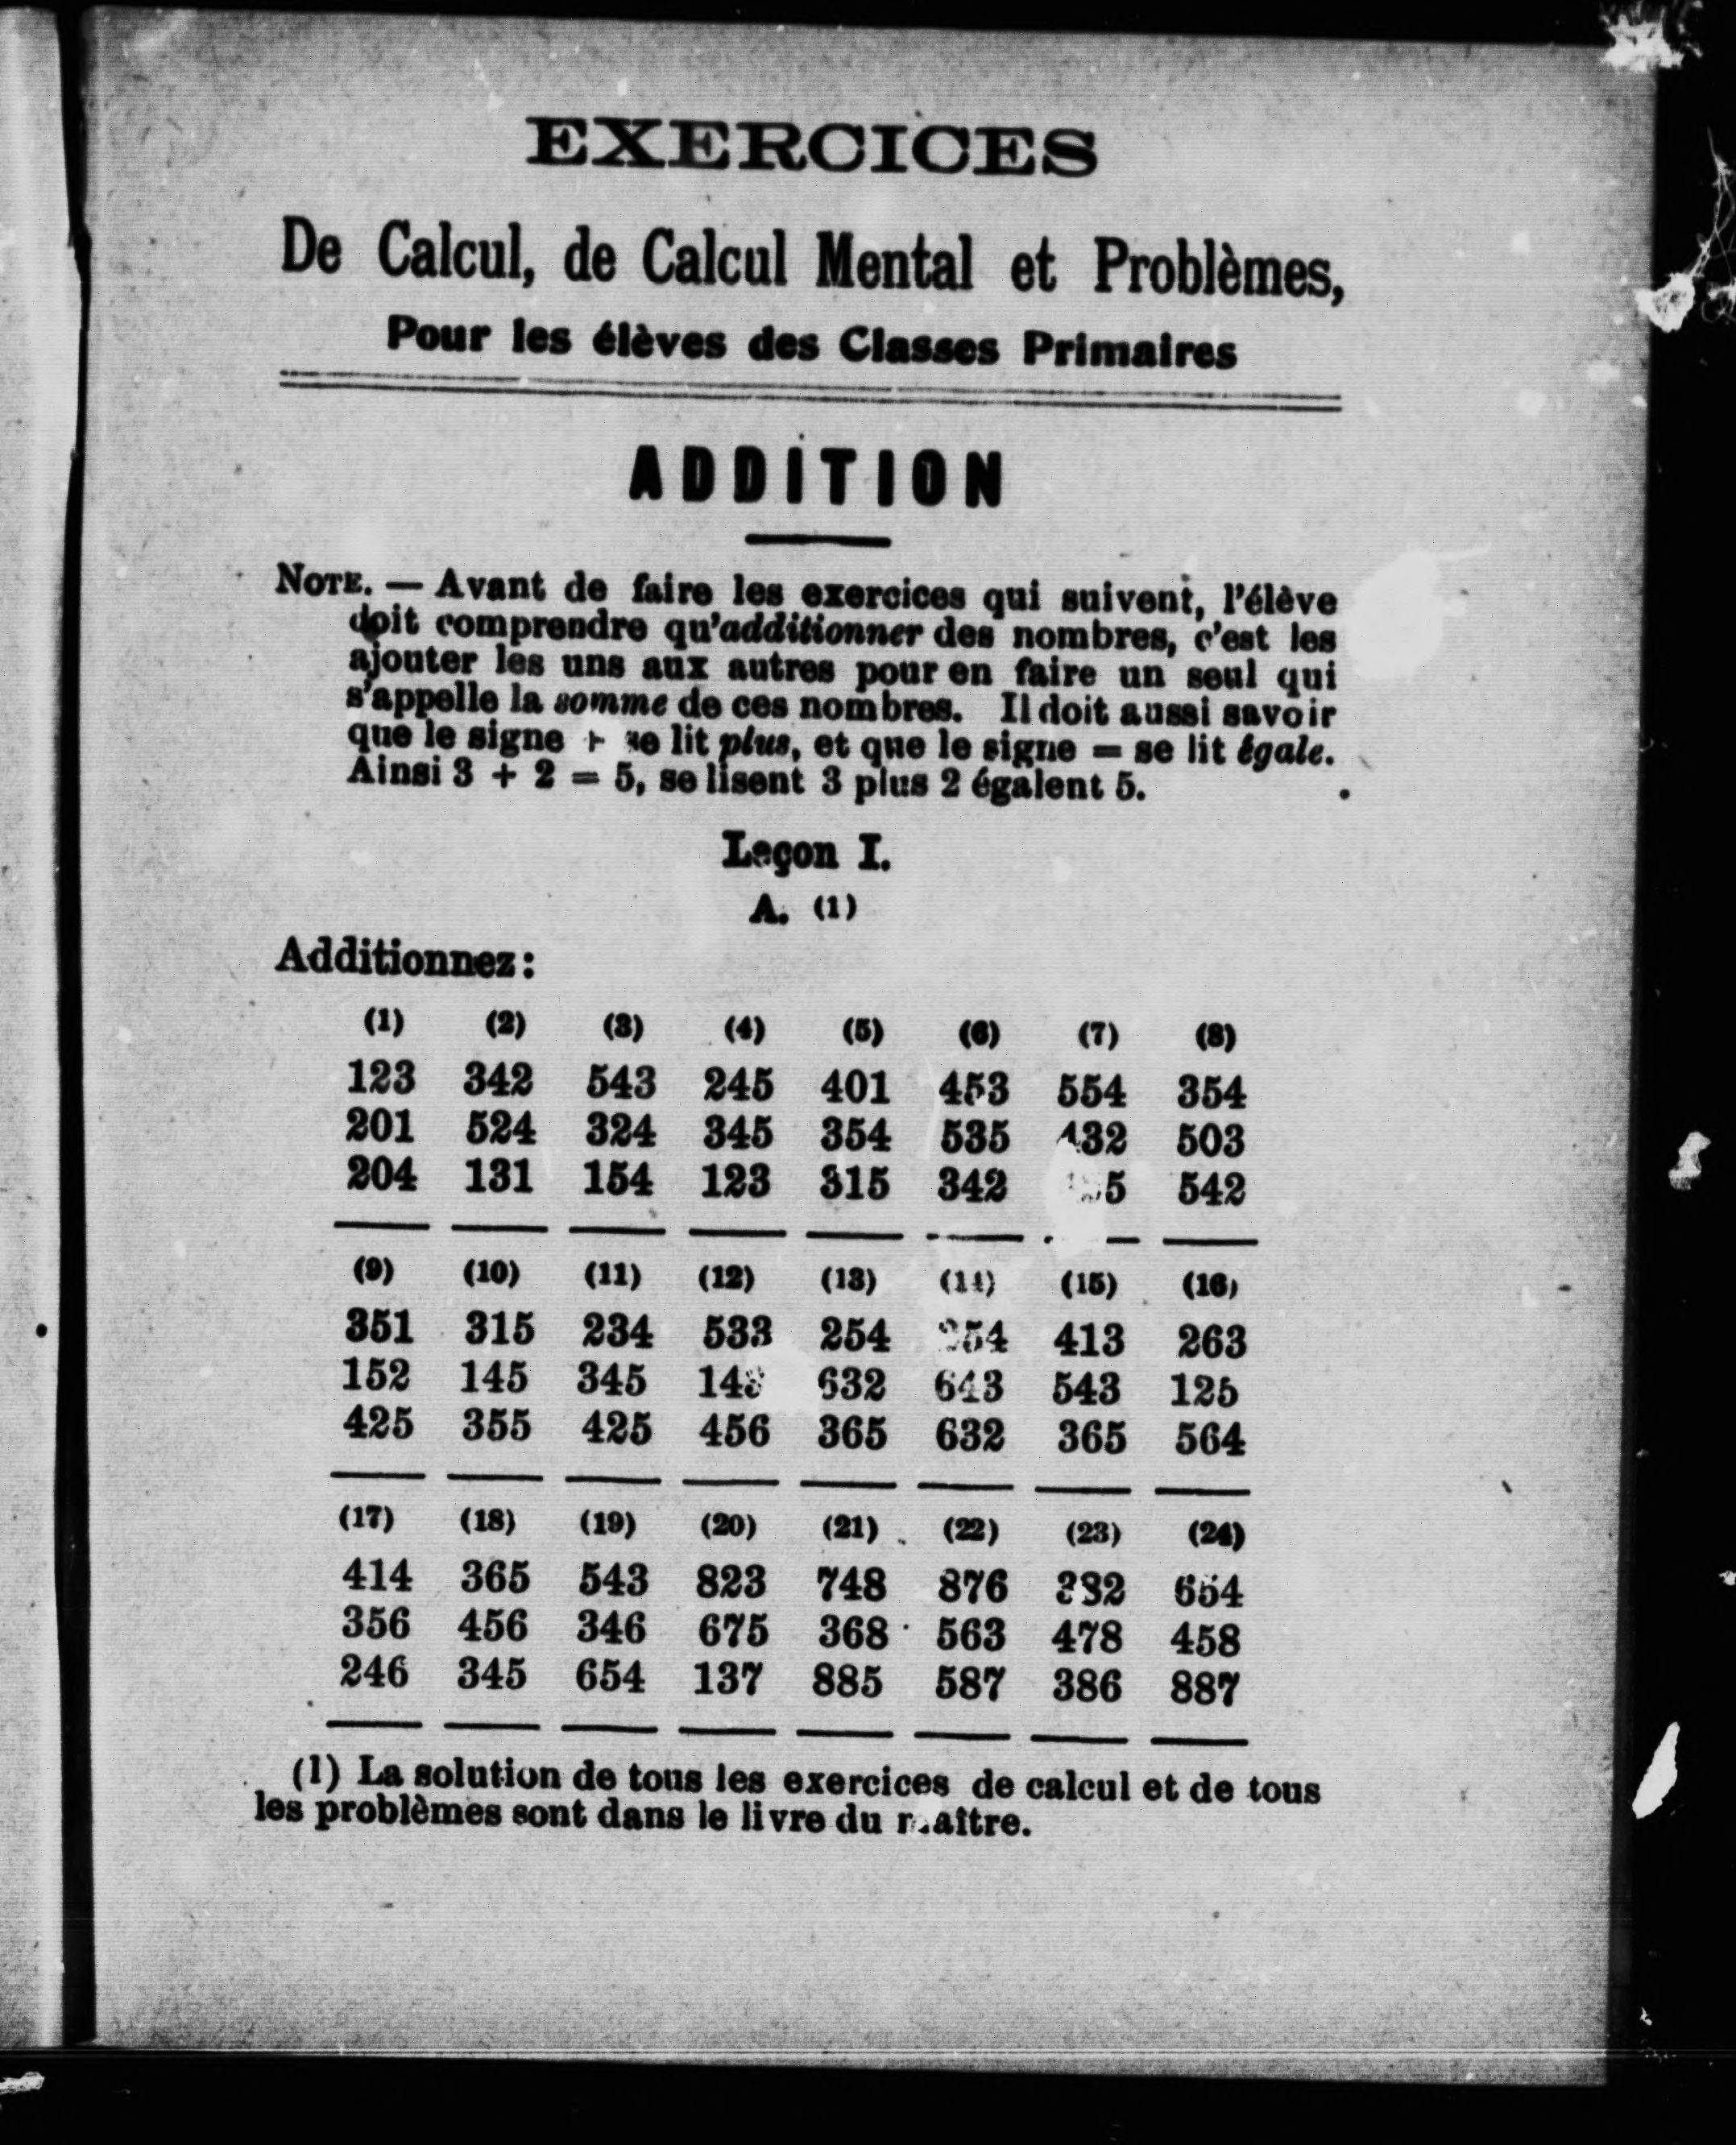 EXERCICES
De Calcul, de Calcul Mental et Problèmes,
Pour les élèves des Classes Primaires
ADDITION
NOTE. — Avant de faire les exercices qui suivent, l'élève
doit comprendre qu'additionner des nombres, c'est les
ajouter les uns aux autres pour en faire un seul qui
s'appelle la somme de ces nombres. Il doit aussi savoir
que le signe + se lit plus, et que le signe = se lit égale.
Ainsi 3 + 2 = 5, se lisent 3 plus 2 égalent 5.
Leçon I.
A. (1)
Additionnez:
(1) (2) (3) (4) (5) (6) (7) (8)
123 342 543 245 401 453 554 354
201 524 324 345 354 535 432 503
204 131 154 123 315 342 542
(9) (10) (11) (12) (13) (14) (15) (16)
351 315 234 533 254 413 263
152 145 345 632 643 543 125
425 355 425 456 365 632 365 564
(17) (18) (19) (20) (21) (22) (23) (24)
414 365 543 823 748 876 654
356 456 346 675 368 563 478 458
246 345 654 137 885 587 386 887
(1) La solution de tous les exercices de calcul et de tous
les problèmes sont dans le livre du maître.